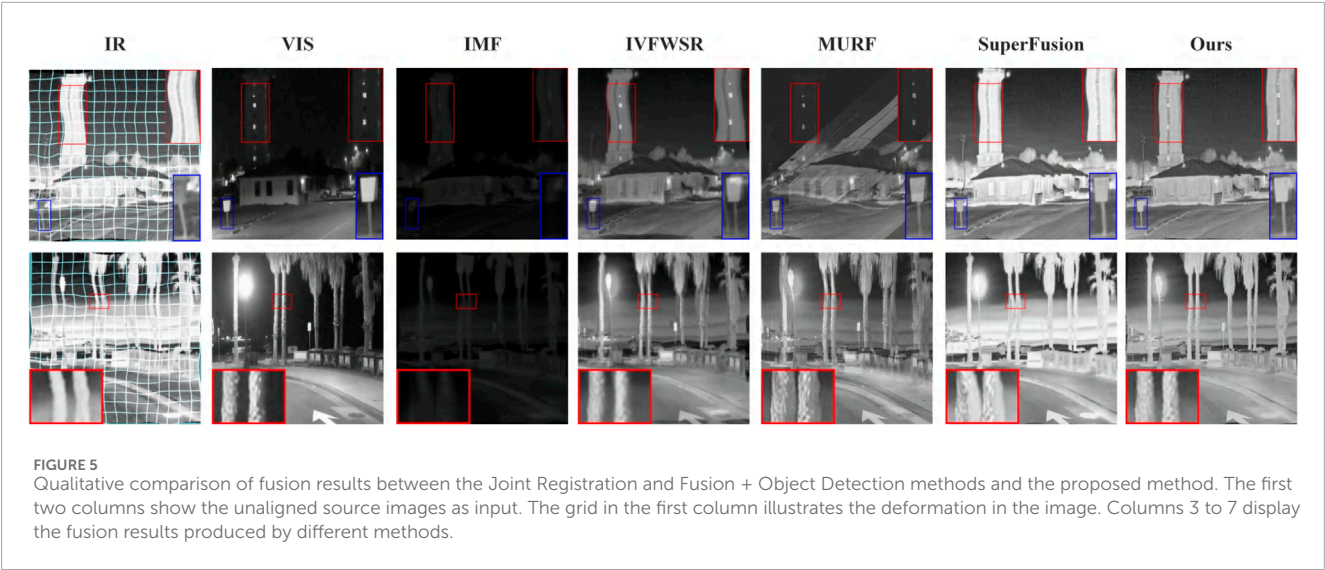 IR VIS IMF IVFWSR MURF SuperFusion Ours
FIGURE 5
Qualitative comparison of fusion results between the Joint Registration and Fusion + Object Detection methods and the proposed method. The first
two columns show the unaligned source images as input. The grid in the first column illustrates the deformation in the image. Columns 3 to 7 display
the fusion results produced by different methods.